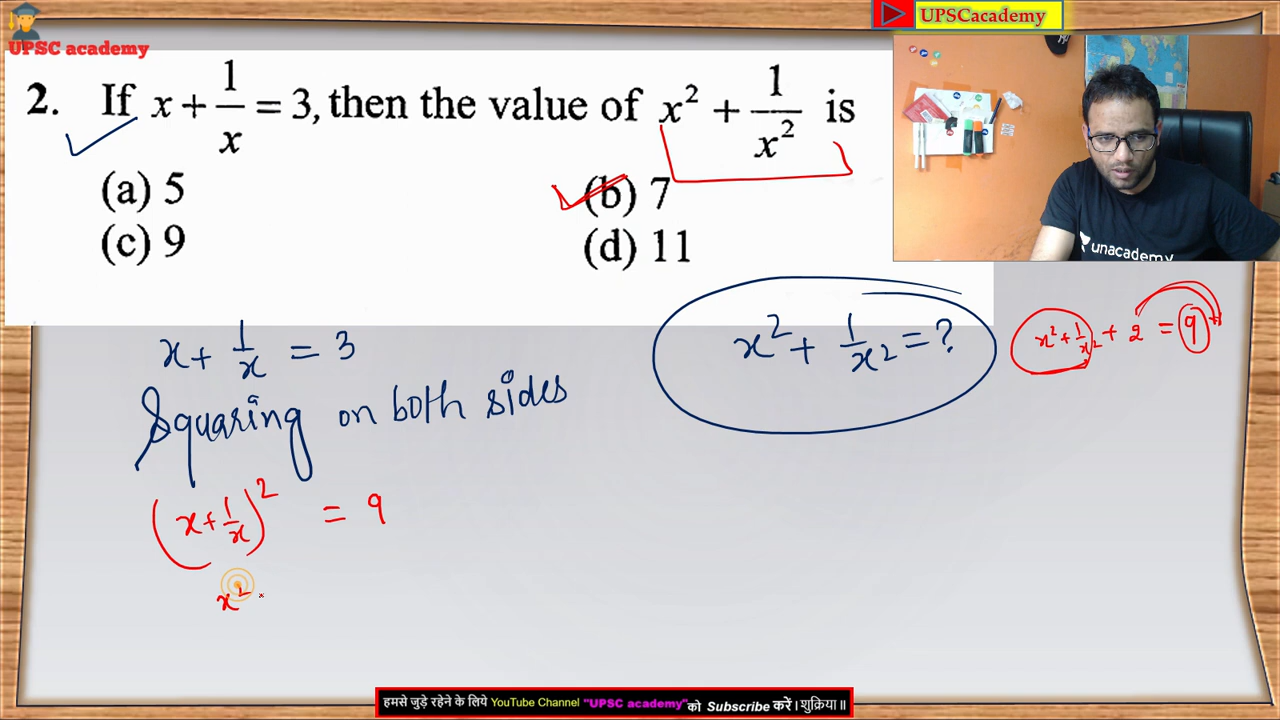 UPSC academy
UPSCacademy
2. If x + 1/x = 3, then the value of x² + 1/x² is
(a) 5
(b) 7
(c) 9
(d) 11
unacademy
x + 1/x = 3
x² + 1/x² = ?
x² + 1/x² + 2 = 9
Squaring on both sides
(x + 1/x)² = 9
x²
हमसे जुड़े रहेने के लिये YouTube Channel "UPSC academy" को Subscribe करें। शुक्रिया॥